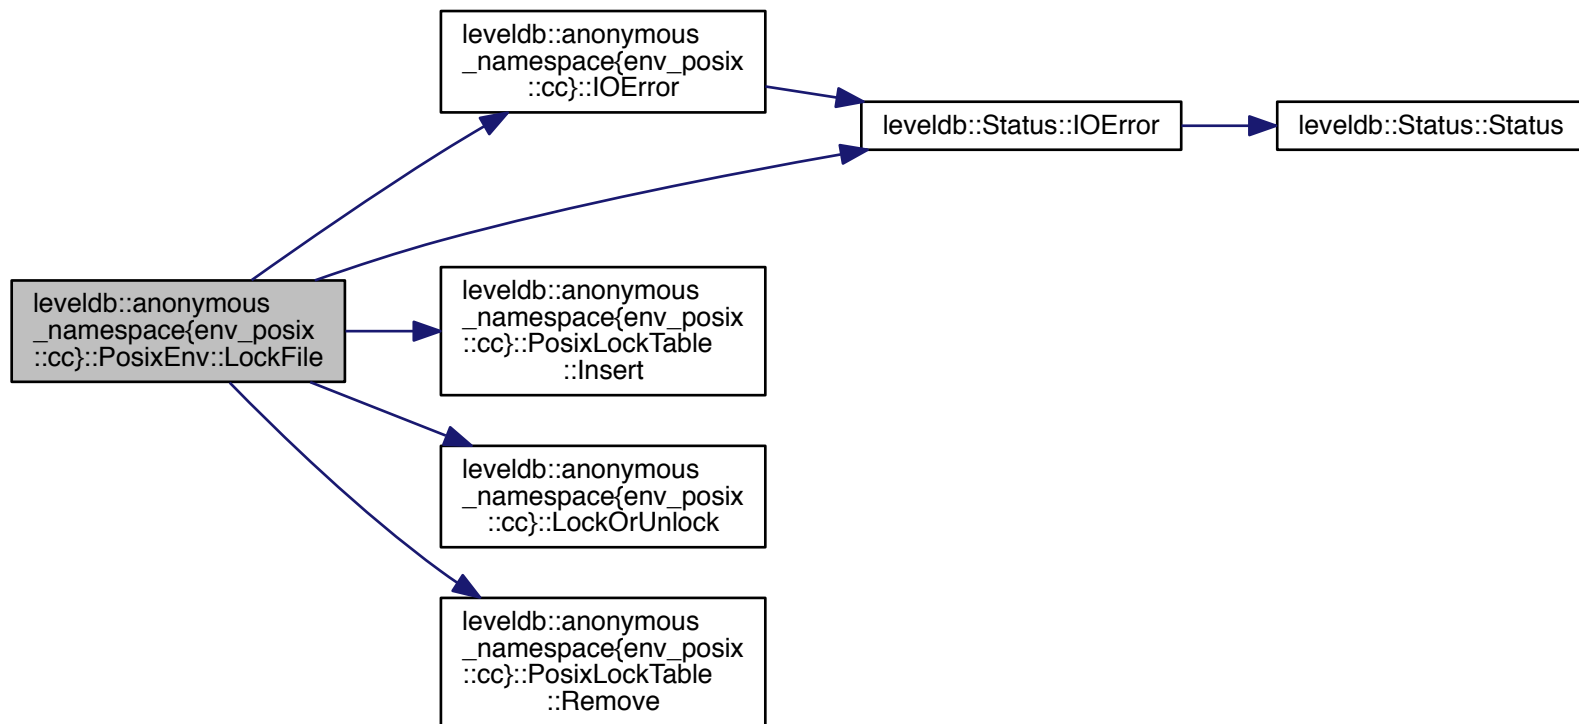 leveldb::anonymous
_namespace{env_posix
::cc}::IOError
leveldb::Status::IOError
leveldb::Status::Status
leveldb::anonymous
_namespace{env_posix
::cc}::PosixEnv::LockFile
leveldb::anonymous
_namespace{env_posix
::cc}::PosixLockTable
::Insert
leveldb::anonymous
_namespace{env_posix
::cc}::LockOrUnlock
leveldb::anonymous
_namespace{env_posix
::cc}::PosixLockTable
::Remove